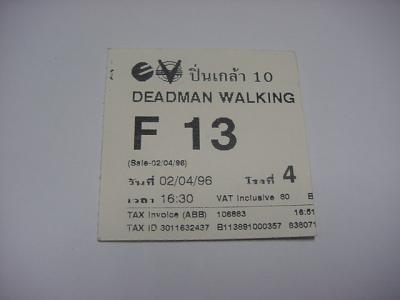 ปิ่นเกล้า 10
DEADMAN WALKING
F 13
(Sale-02/04/96)
วันที่ 02/04/96 โรงที่ 4
เวลา 16:30 VAT Inclusive 80 B
TAX Invoice (ABB) 106883 16:51
TAX ID 3011632437 B113891000357 838071